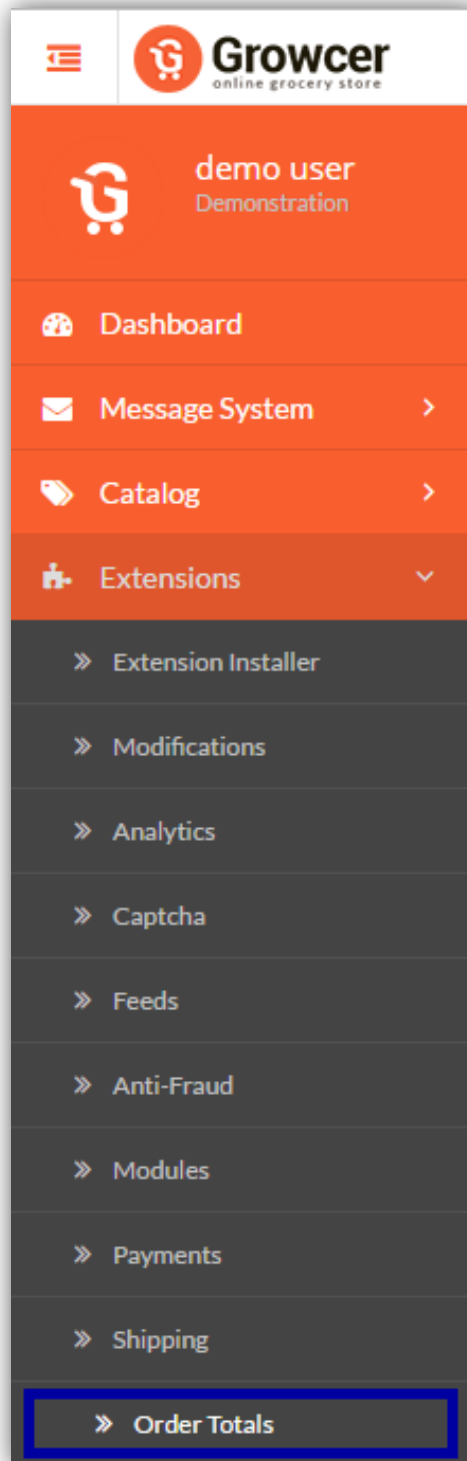 Growcer
online grocery store
demo user
Demonstration
Dashboard
Message System
Catalog
Extensions
Extension Installer
Modifications
Analytics
Captcha
Feeds
Anti-Fraud
Modules
Payments
Shipping
Order Totals